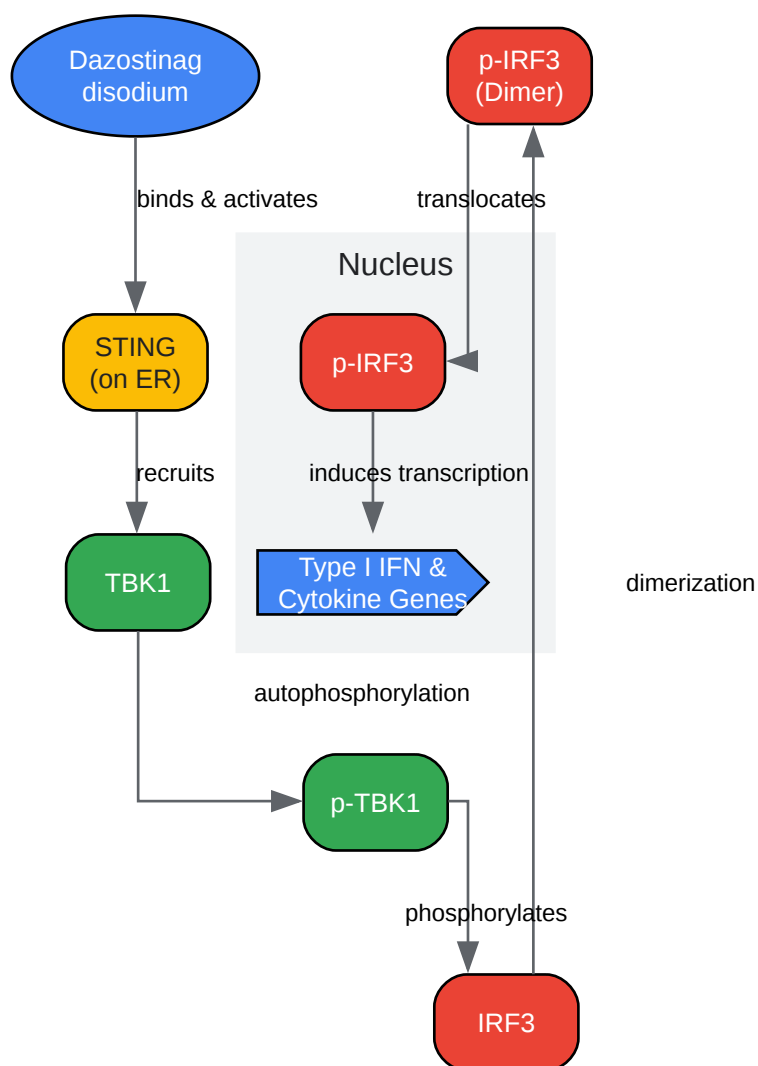 Dazostinag
disodium
p-IRF3
(Dimer)
binds & activates
translocates
Nucleus
STING
(on ER)
p-IRF3
recruits
induces transcription
TBK1
Type I IFN &
Cytokine Genes
dimerization
autophosphorylation
p-TBK1
phosphorylates
IRF3